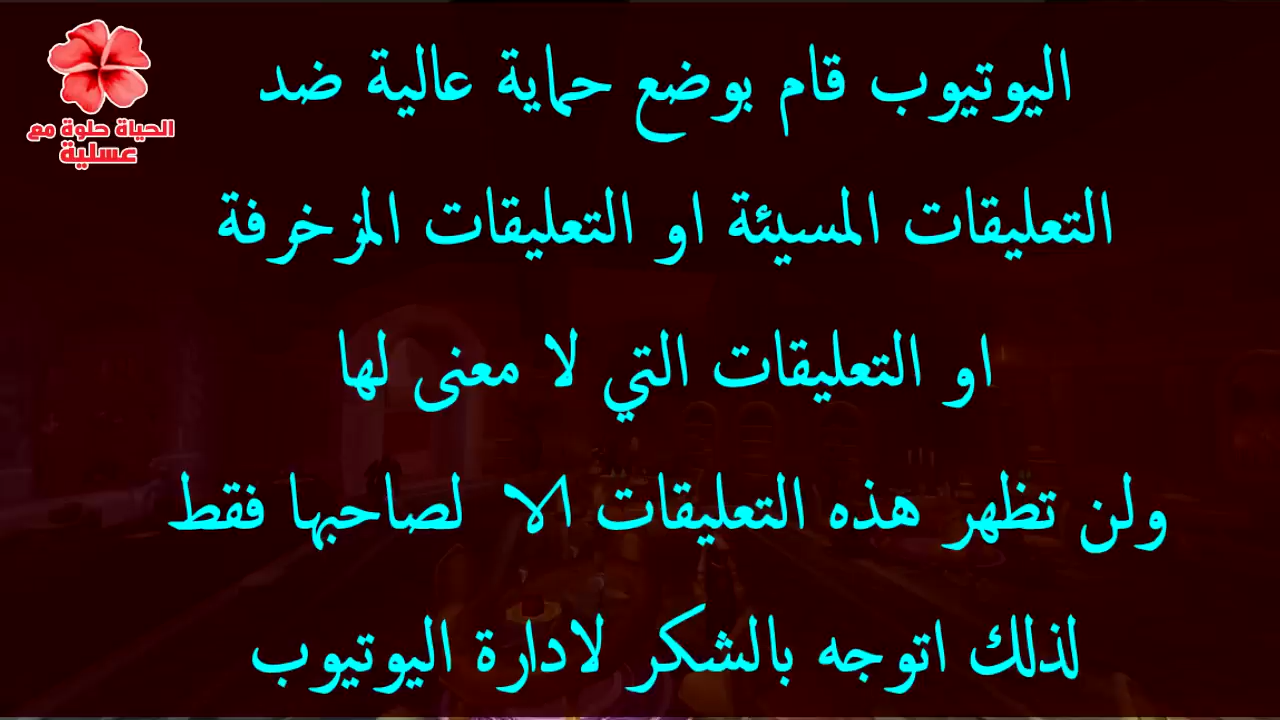 الحياة حلوة مع
عسلية
اليوتيوب قام بوضع حماية عالية ضد
التعليقات المسيئة او التعليقات المزخرفة
او التعليقات التي لا معنى لها
ولن تظهر هذه التعليقات الا لصاحبها فقط
لذلك اتوجه بالشكر لادارة اليوتيوب